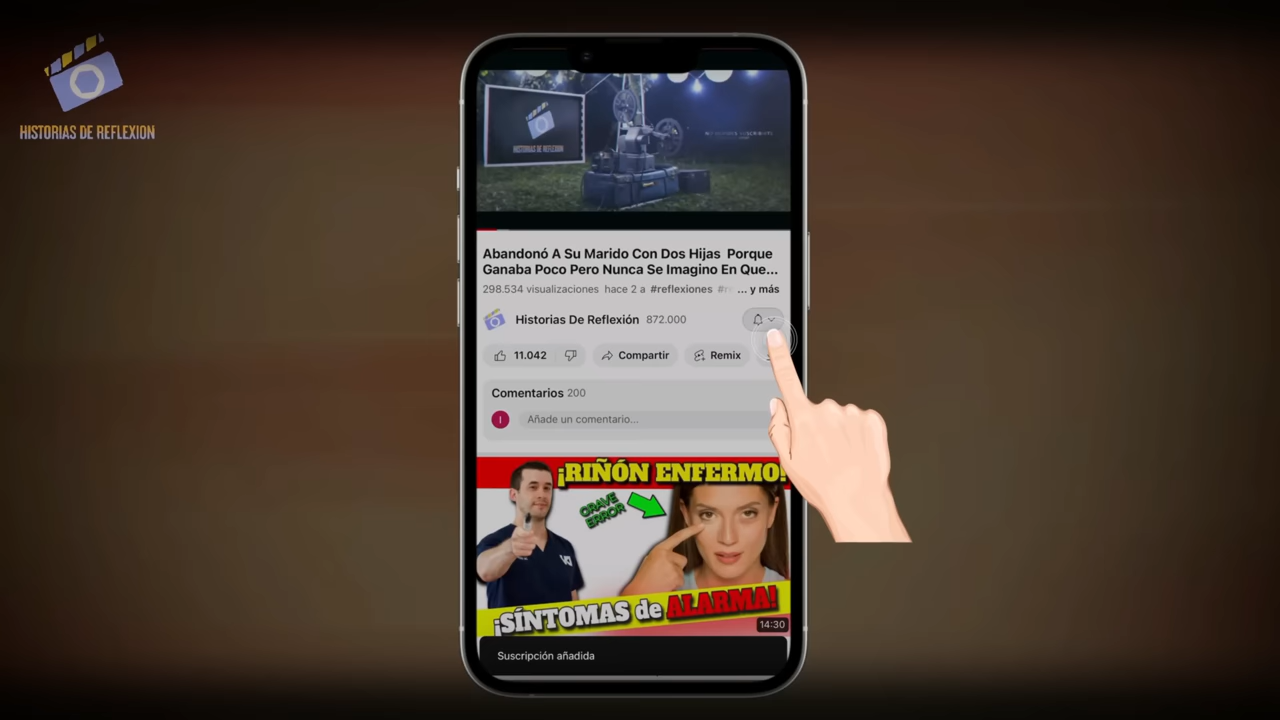 HISTORIAS DE REFLEXION
HISTORIAS DE REFLEXION
Abandonó A Su Marido Con Dos Hijas Porque
Ganaba Poco Pero Nunca Se Imagino En Que...
298.534 visualizaciones hace 2 a #reflexiones #re ... y más
Historias De Reflexión 872.000
11.042 Compartir Remix
Comentarios 200
I Añade un comentario...
¡RIÑÓN ENFERMO!
GRAVE
ERROR
¡SÍNTOMAS de ALARMA!
14:30
Suscripción añadida